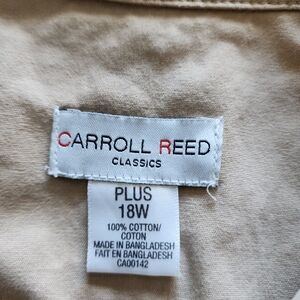 CARROLL REED
CLASSICS
PLUS
18W
100% COTTON/
COTON
MADE IN BANGLADESH
FAIT EN BANGLADESH
CA00142